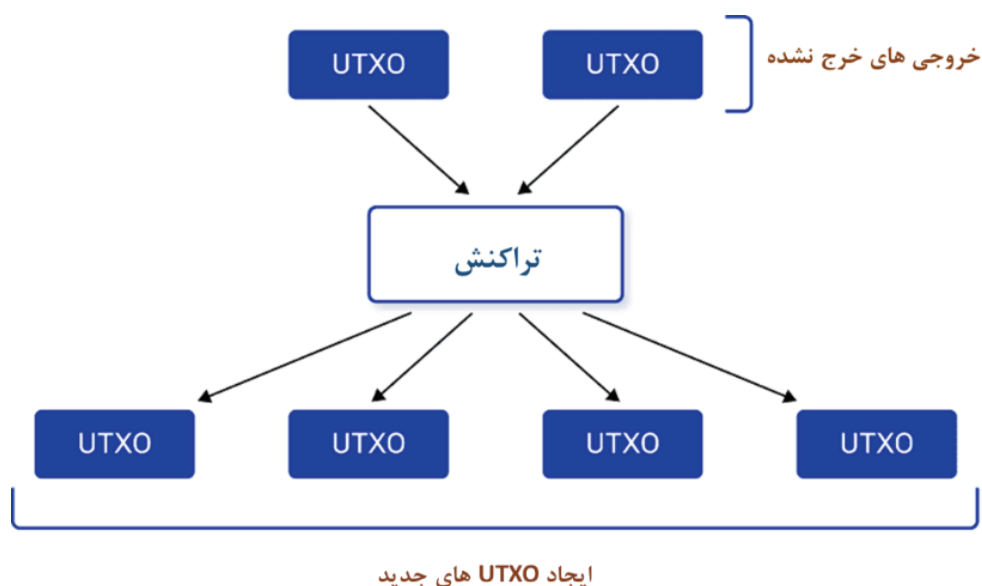 UTXO
UTXO
خروجی های خرج نشده
تراکنش
UTXO
UTXO
UTXO
UTXO
ایجاد UTXO های جدید